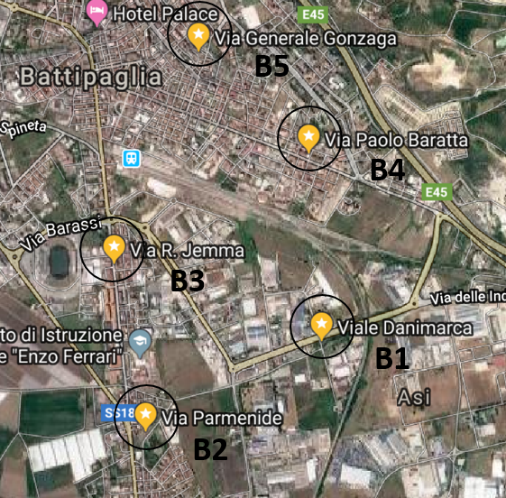 Hotel Palace
E45
Via Generale Gonzaga
B5
Battipaglia
Spineta
Via Paolo Baratta
B4
E45
Via Barassi
Via R. Jemma
B3
Via delle Ind
Viale Danimarca
to di Istruzione
e "Enzo Ferrari"
B1
Asi
SS18
Via Parmenide
B2